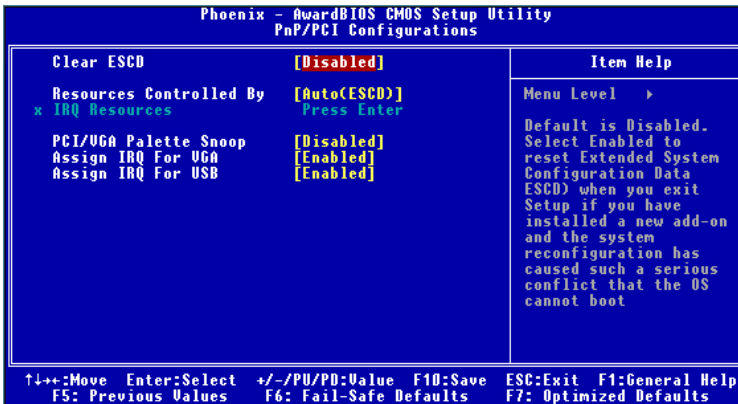 Phoenix - AwardBIOS CMOS Setup Utility
PnP/PCI Configurations
Clear ESCD [Disabled]
Resources Controlled By [Auto(ESCD)]
x IRQ Resources Press Enter
PCI/VGA Palette Snoop [Disabled]
Assign IRQ For VGA [Enabled]
Assign IRQ For USB [Enabled]
Item Help
Menu Level ▸
Default is Disabled.
Select Enabled to
reset Extended System
Configuration Data
ESCD) when you exit
Setup if you have
installed a new add-on
and the system
reconfiguration has
caused such a serious
conflict that the OS
cannot boot
↑↓→←:Move Enter:Select +/-/PU/PD:Value F10:Save ESC:Exit F1:General Help
F5: Previous Values F6: Fail-Safe Defaults F7: Optimized Defaults